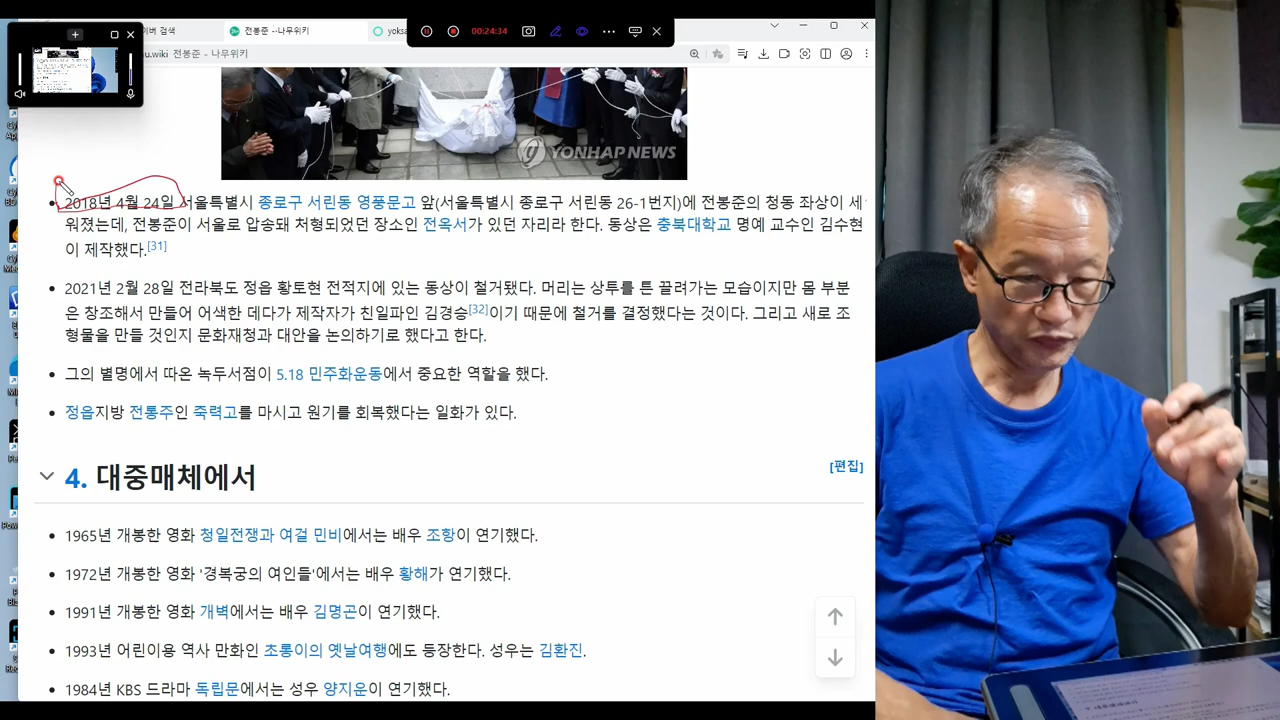 이버 검색
전봉준 --나무위키
yoksa
00:24:34
u.wiki 전봉준 - 나무위키
YONHAP NEWS
2018년 4월 24일 서울특별시 종로구 서린동 영풍문고 앞(서울특별시 종로구 서린동 26-1번지)에 전봉준의 청동 좌상이 세
워졌는데, 전봉준이 서울로 압송돼 처형되었던 장소인 전옥서가 있던 자리라 한다. 동상은 충북대학교 명예 교수인 김수현
이 제작했다.[31]
2021년 2월 28일 전라북도 정읍 황토현 전적지에 있는 동상이 철거됐다. 머리는 상투를 튼 끌려가는 모습이지만 몸 부분
은 창조해서 만들어 어색한 데다가 제작자가 친일파인 김경승[32]이기 때문에 철거를 결정했다는 것이다. 그리고 새로 조
형물을 만들 것인지 문화재청과 대안을 논의하기로 했다고 한다.
그의 별명에서 따온 녹두서점이 5.18 민주화운동에서 중요한 역할을 했다.
정읍지방 전통주인 죽력고를 마시고 원기를 회복했다는 일화가 있다.
4. 대중매체에서
[편집]
1965년 개봉한 영화 청일전쟁과 여걸 민비에서는 배우 조항이 연기했다.
1972년 개봉한 영화 '경복궁의 여인들'에서는 배우 황해가 연기했다.
1991년 개봉한 영화 개벽에서는 배우 김명곤이 연기했다.
1993년 어린이용 역사 만화인 초롱이의 옛날여행에도 등장한다. 성우는 김환진.
1984년 KBS 드라마 독립문에서는 성우 양지운이 연기했다.